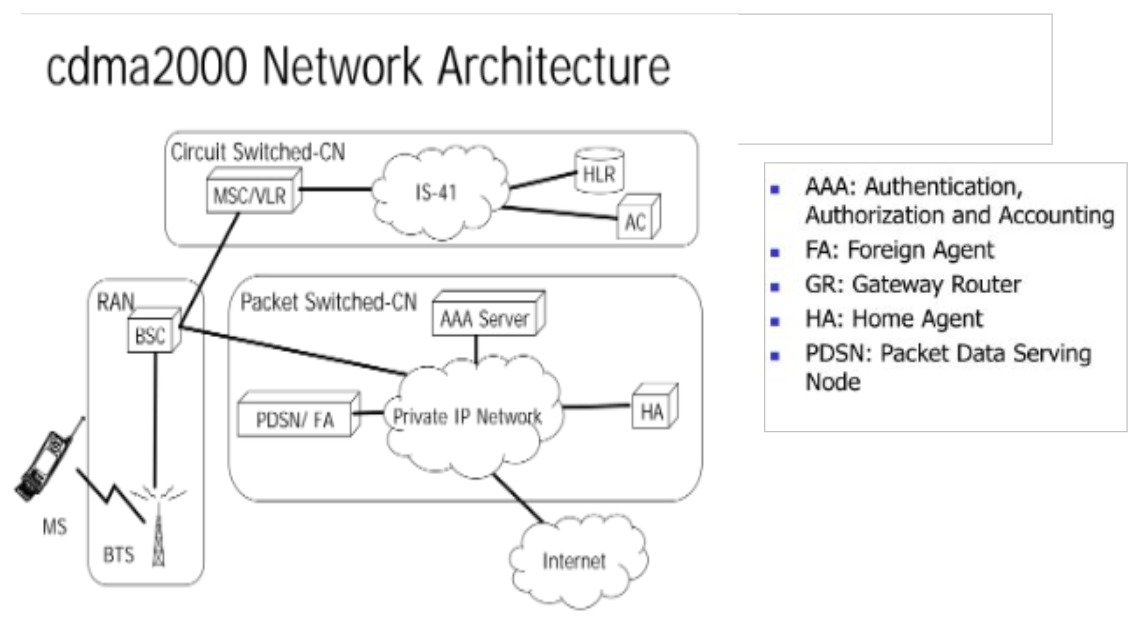 cdma2000 Network Architecture
Circuit Switched-CN
MSC/VLR
IS-41
HLR
AC
RAN
BSC
Packet Switched-CN
AAA Server
PDSN/ FA
Private IP Network
HA
MS
BTS
Internet
AAA: Authentication,
Authorization and Accounting
FA: Foreign Agent
GR: Gateway Router
HA: Home Agent
PDSN: Packet Data Serving
Node